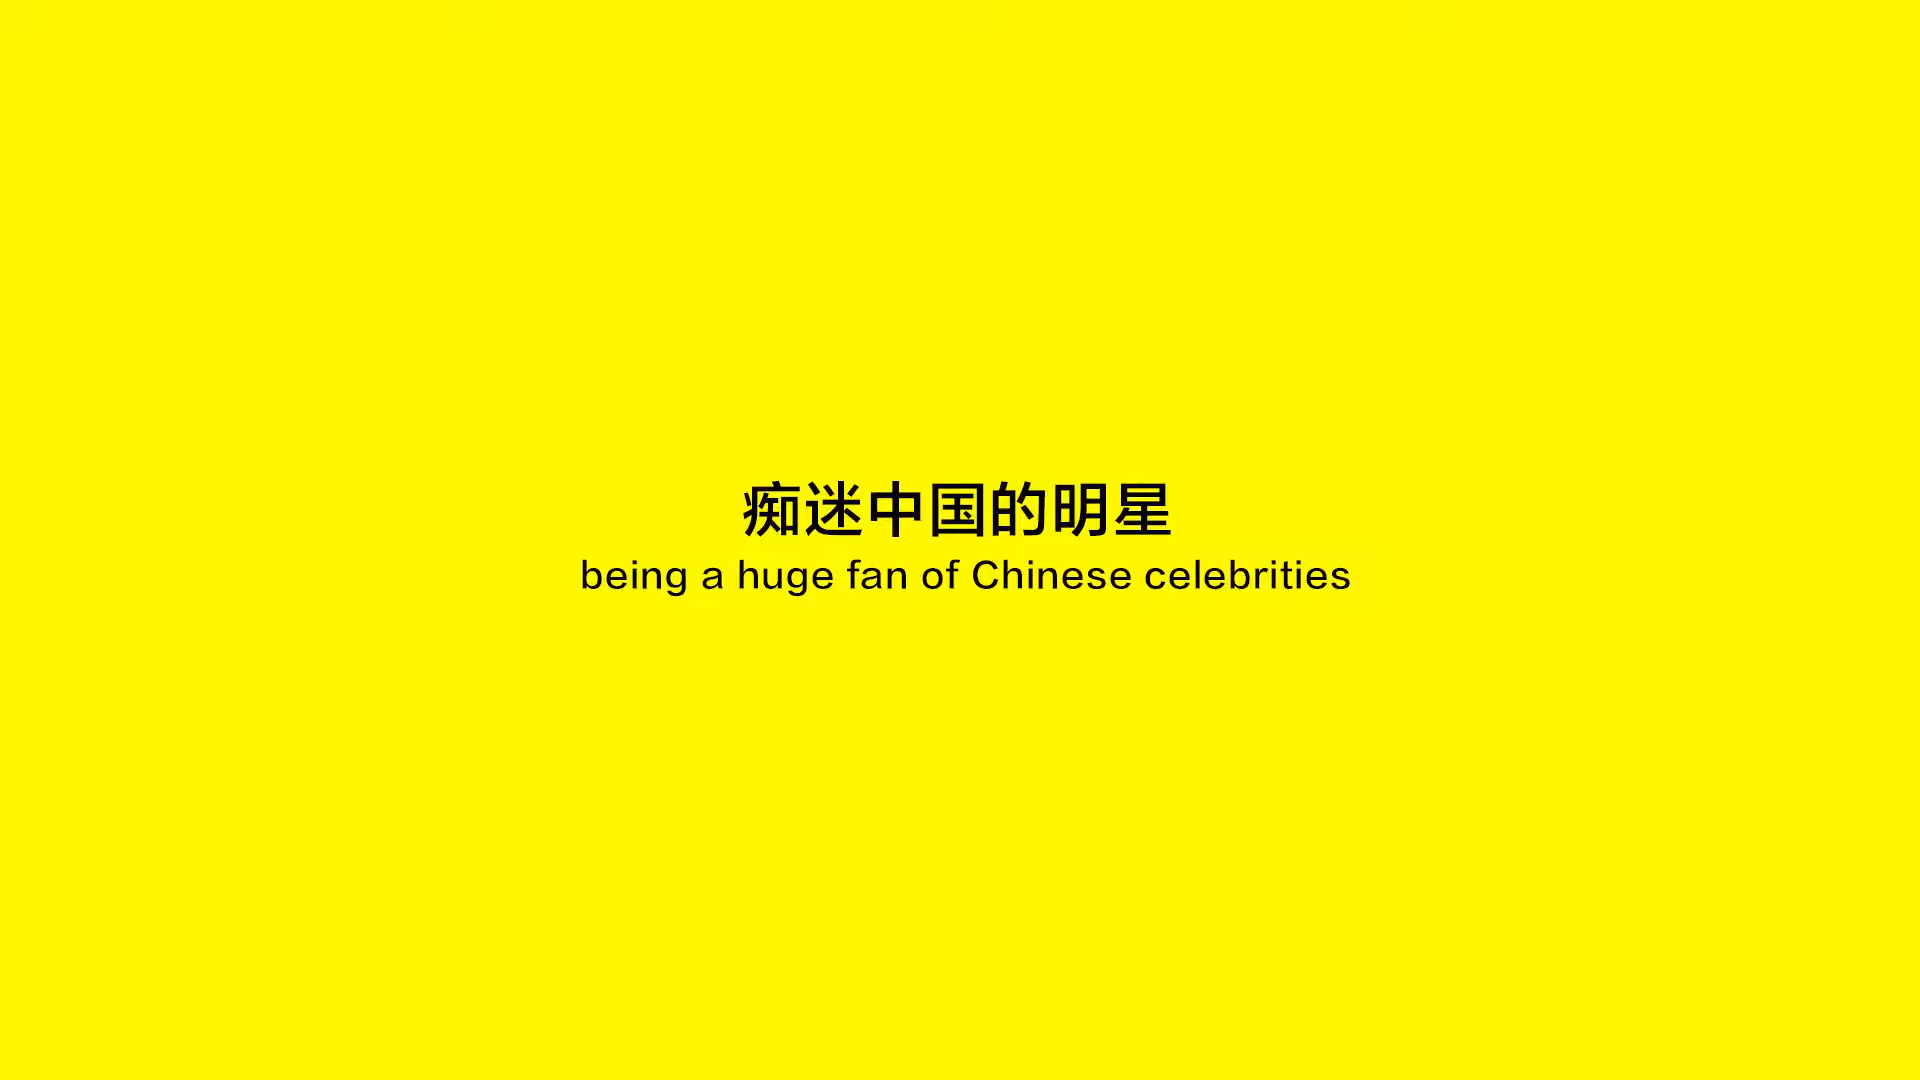 痴迷中国的明星
being a huge fan of Chinese celebrities